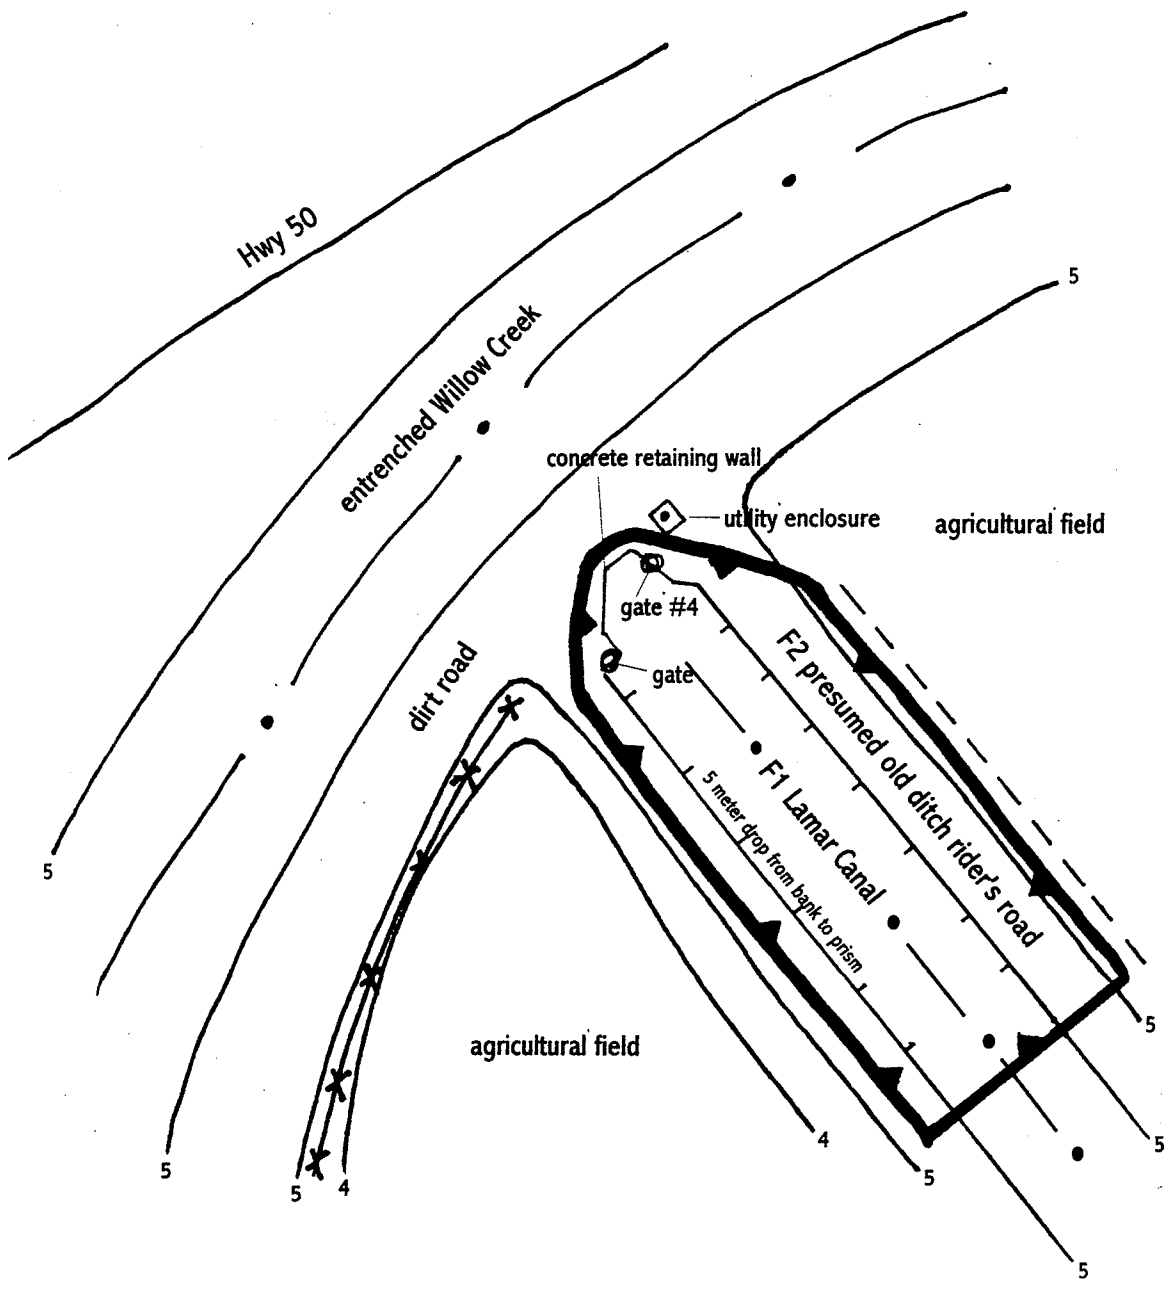 Hwy 50
5
entrenched Willow Creek
concrete retaining wall
utility enclosure
agricultural field
gate #4
gate
F2 presumed old ditch rider's road
dirt road
F1 Lamar Canal
5 meter drop from bank to prism
5
agricultural field
5
4
5
5
5
5
4
5